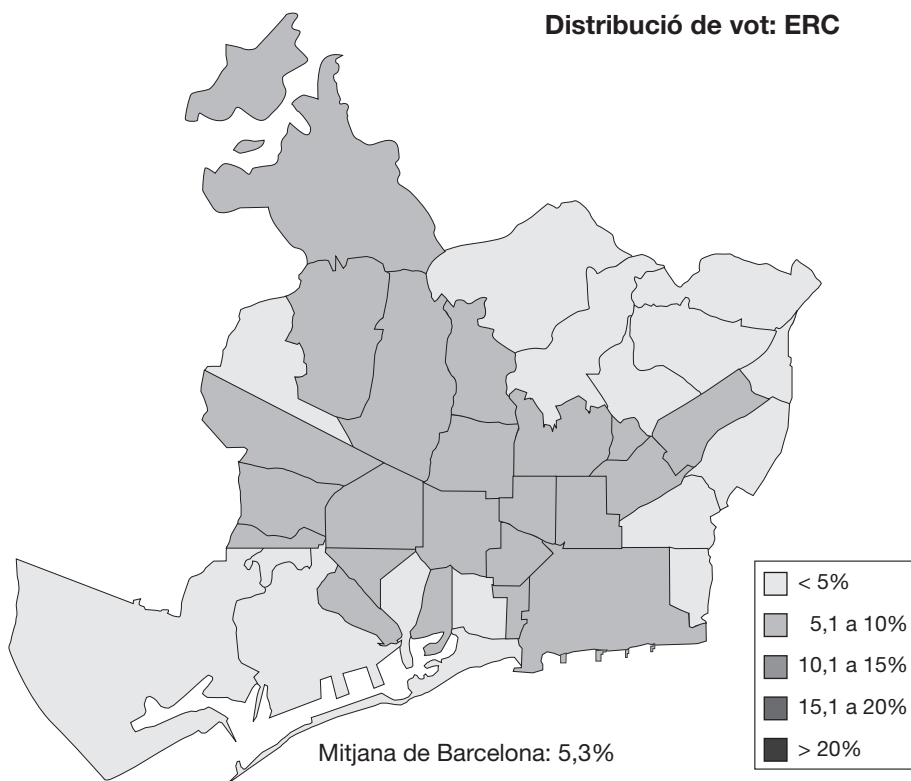 Distribució de vot: ERC
< 5%
5,1 a 10%
10,1 a 15%
15,1 a 20%
> 20%
Mitjana de Barcelona: 5,3%